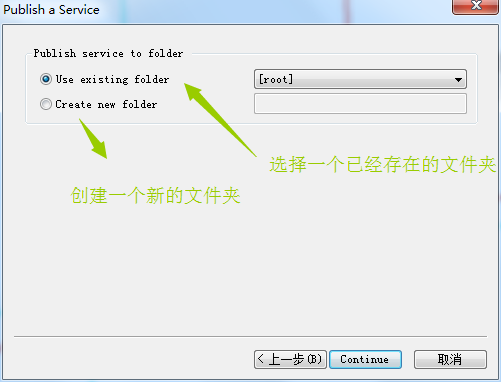 Publish a Service
Publish service to folder
Use existing folder
[root]
Create new folder
选择一个已经存在的文件夹
创建一个新的文件夹
< 上一步(B)
Continue
取消